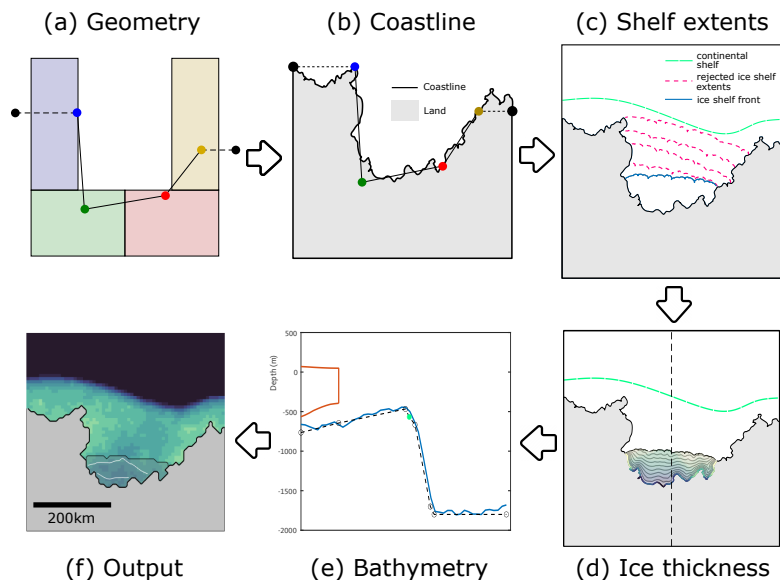 (a) Geometry
(b) Coastline
(c) Shelf extents
Coastline
Land
continental
shelf
rejected ice shelf
extents
ice shelf front
500
0
-500
-1000
-1500
-2000
Depth (m)
200km
(f) Output
(e) Bathymetry
(d) Ice thickness